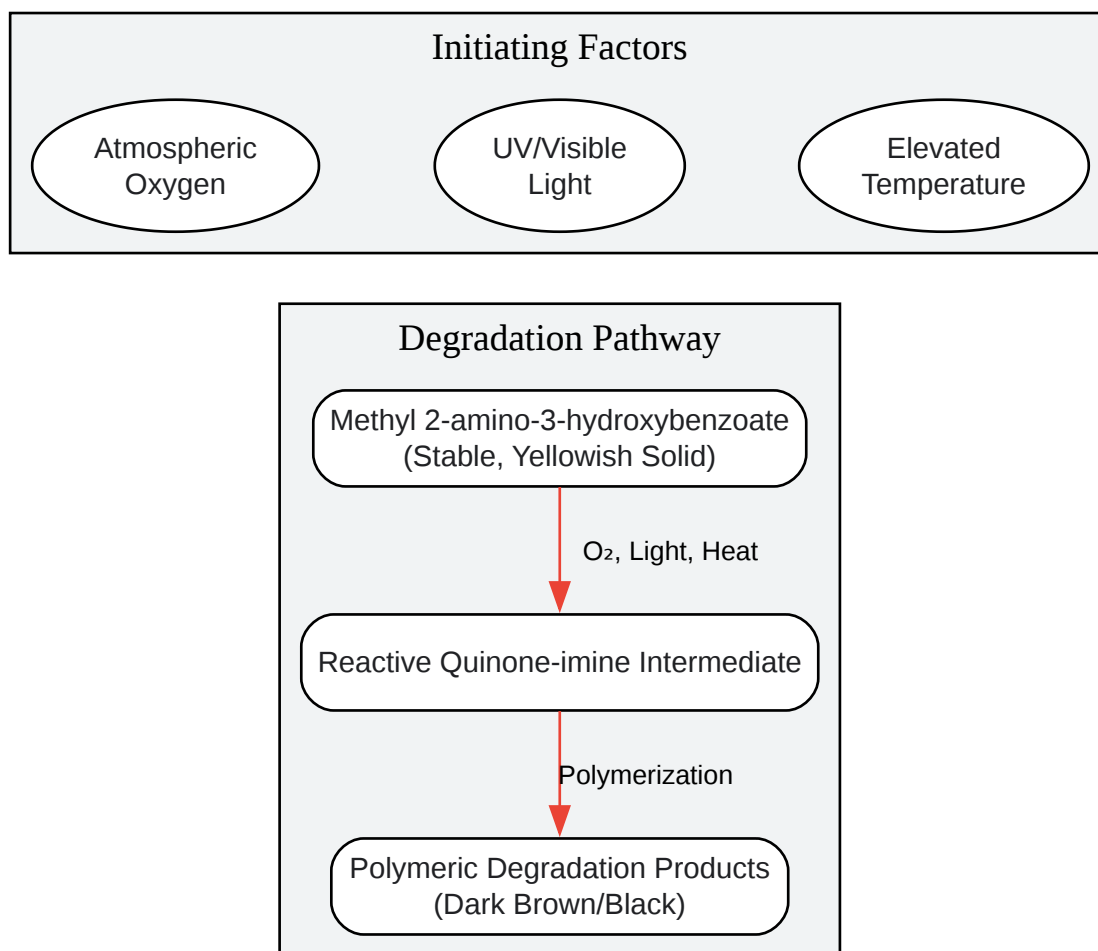 Initiating Factors
Atmospheric
Oxygen
UV/Visible
Light
Elevated
Temperature
Degradation Pathway
Methyl 2-amino-3-hydroxybenzoate
(Stable, Yellowish Solid)
O₂, Light, Heat
Reactive Quinone-imine Intermediate
Polymerization
Polymeric Degradation Products
(Dark Brown/Black)